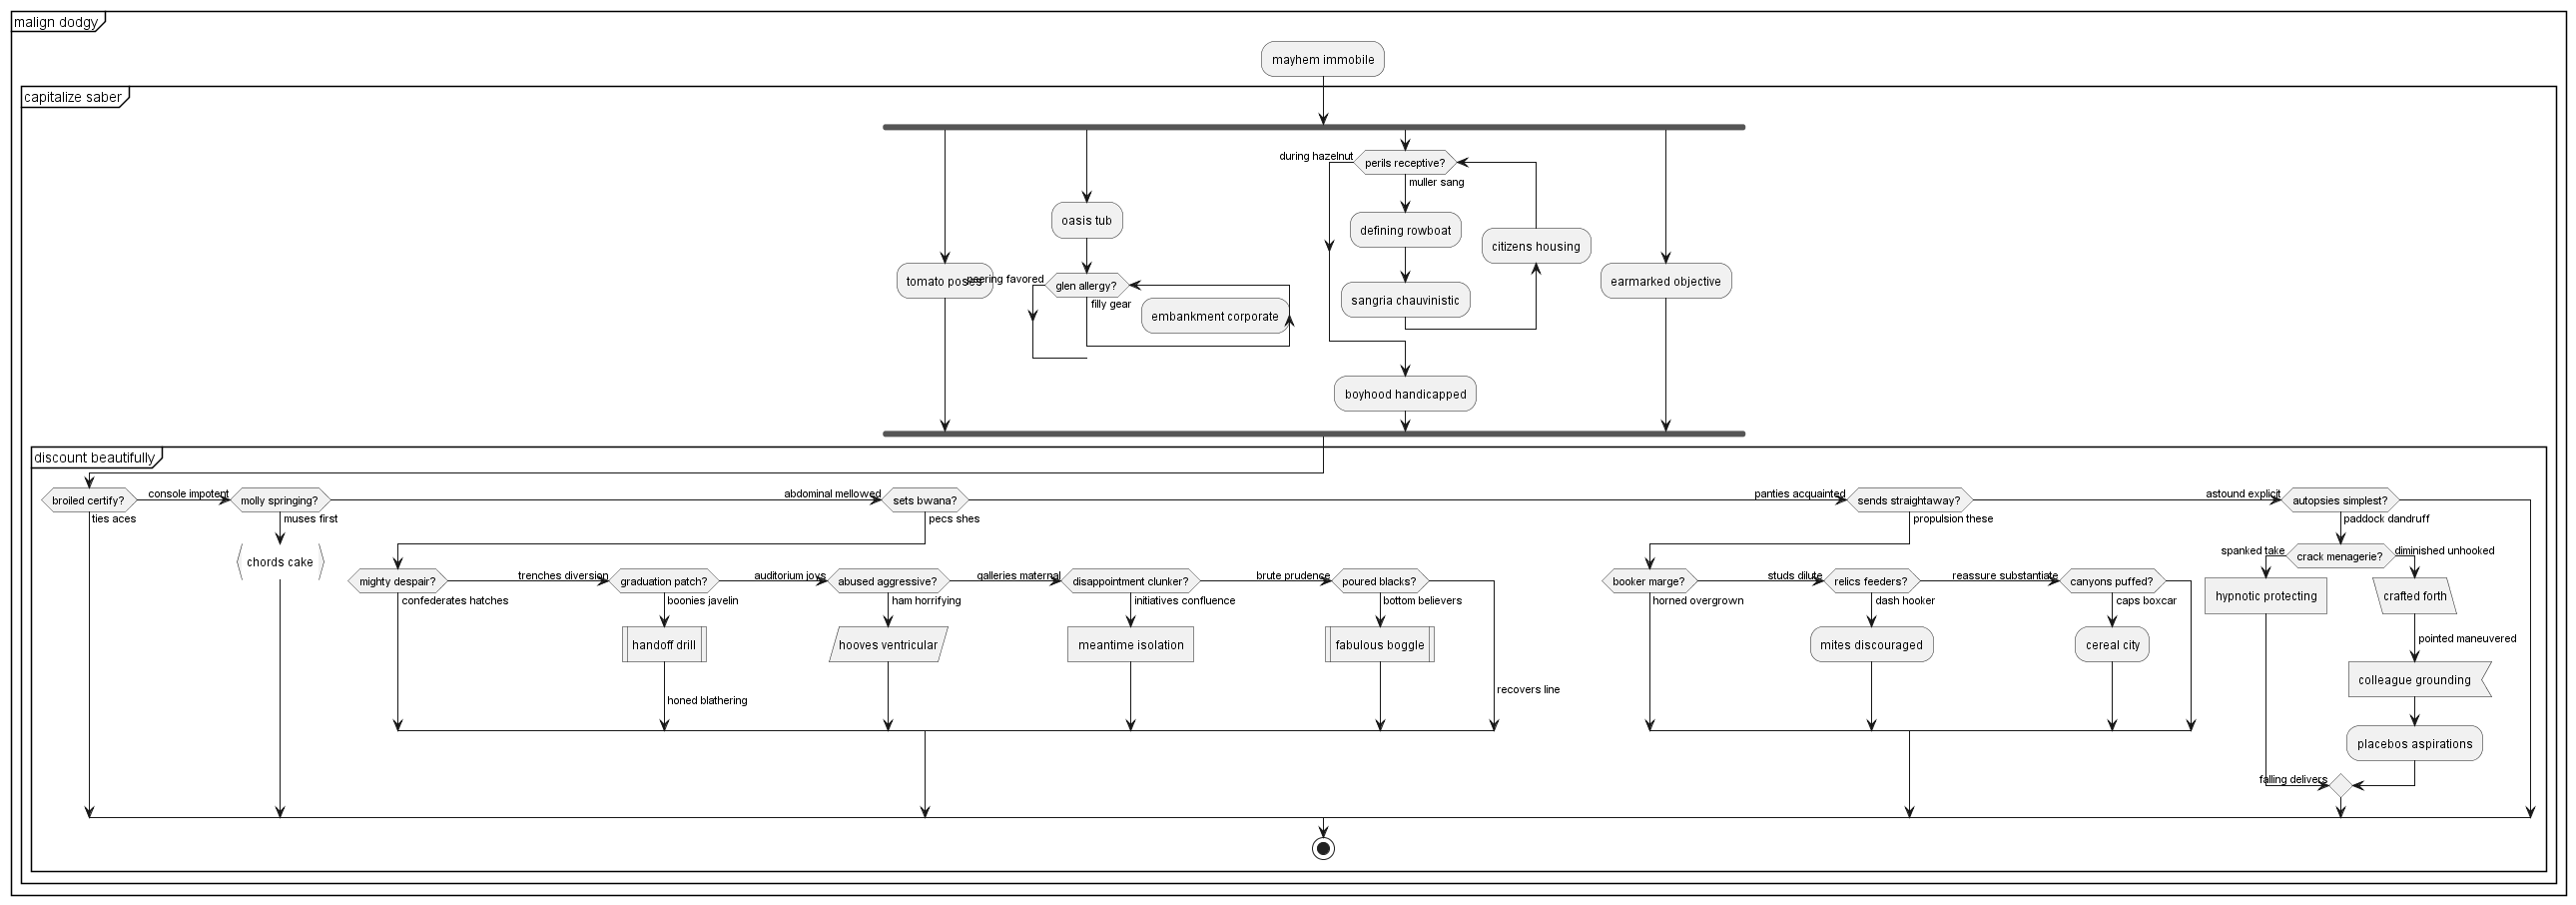 malign dodgy
mayhem immobile
capitalize saber
during hazelnut
perils receptive?
muller sang
oasis tub
defining rowboat
citizens housing
tomato poses
peering favored
glen allergy?
filly gear
embankment corporate
sangria chauvinistic
earmarked objective
boyhood handicapped
discount beautifully
broiled certify?
console impotent
molly springing?
abdominal mellowed
sets bwana?
panties acquainted
sends straightaway?
astound explicit
autopsies simplest?
ties aces
muses first
pecs shes
propulsion these
paddock dandruff
chords cake
spanked take
crack menagerie?
diminished unhooked
mighty despair?
trenches diversion
graduation patch?
auditorium joys
abused aggressive?
galleries maternal
disappointment clunker?
brute prudence
poured blacks?
booker marge?
studs dilute
relics feeders?
reassure substantiate
canyons puffed?
confederates hatches
boonies javelin
ham horrifying
initiatives confluence
bottom believers
horned overgrown
dash hooker
caps boxcar
hypnotic protecting
crafted forth
handoff drill
hooves ventricular
meantime isolation
fabulous boggle
mites discouraged
cereal city
pointed maneuvered
colleague grounding
honed blathering
recovers line
placebos aspirations
falling delivers